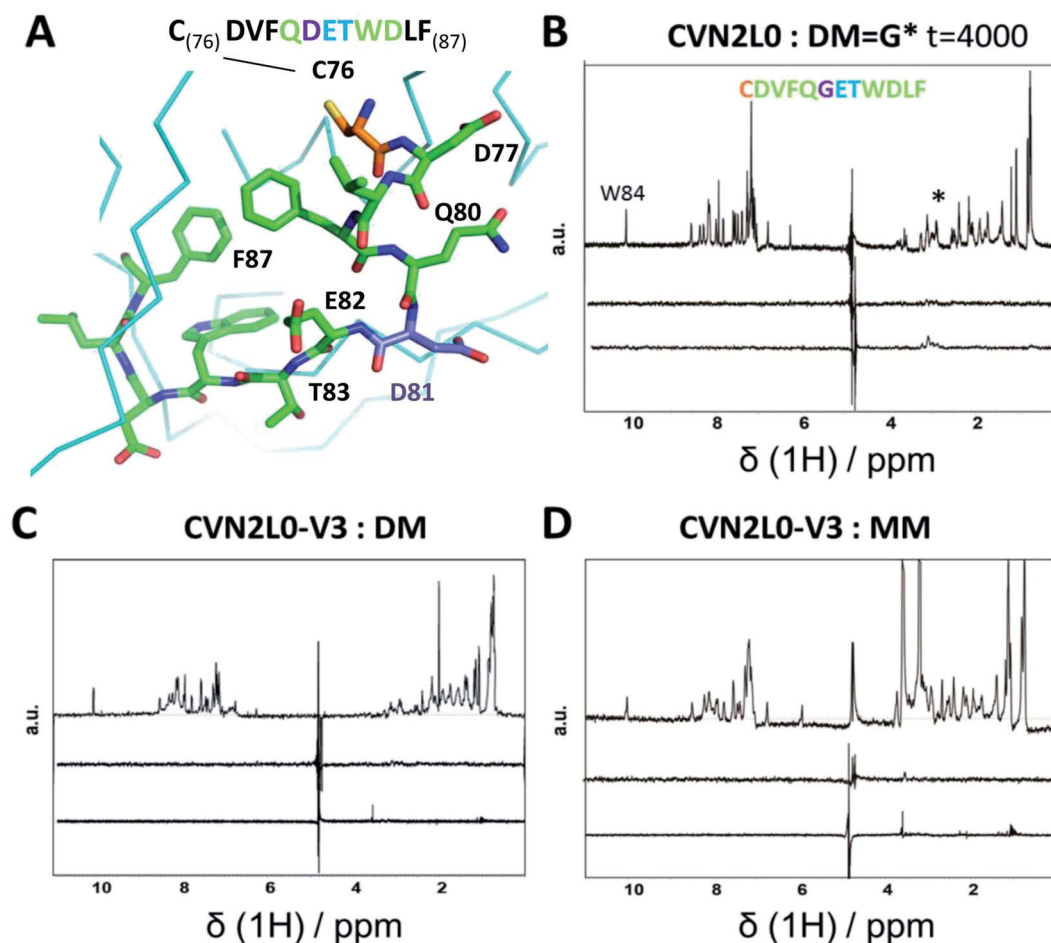 A
C(76) DVFQDETWDLF(87)
C76
D77
Q80
F87
E82
T83
D81
B
CVN2L0 : DM=G* t=4000
CDVFQGETWDLF
W84
*
a.u.
10 8 6 4 2
δ (1H) / ppm
C
CVN2L0-V3 : DM
a.u.
10 8 6 4 2
δ (1H) / ppm
D
CVN2L0-V3 : MM
a.u.
10 8 6 4 2
δ (1H) / ppm